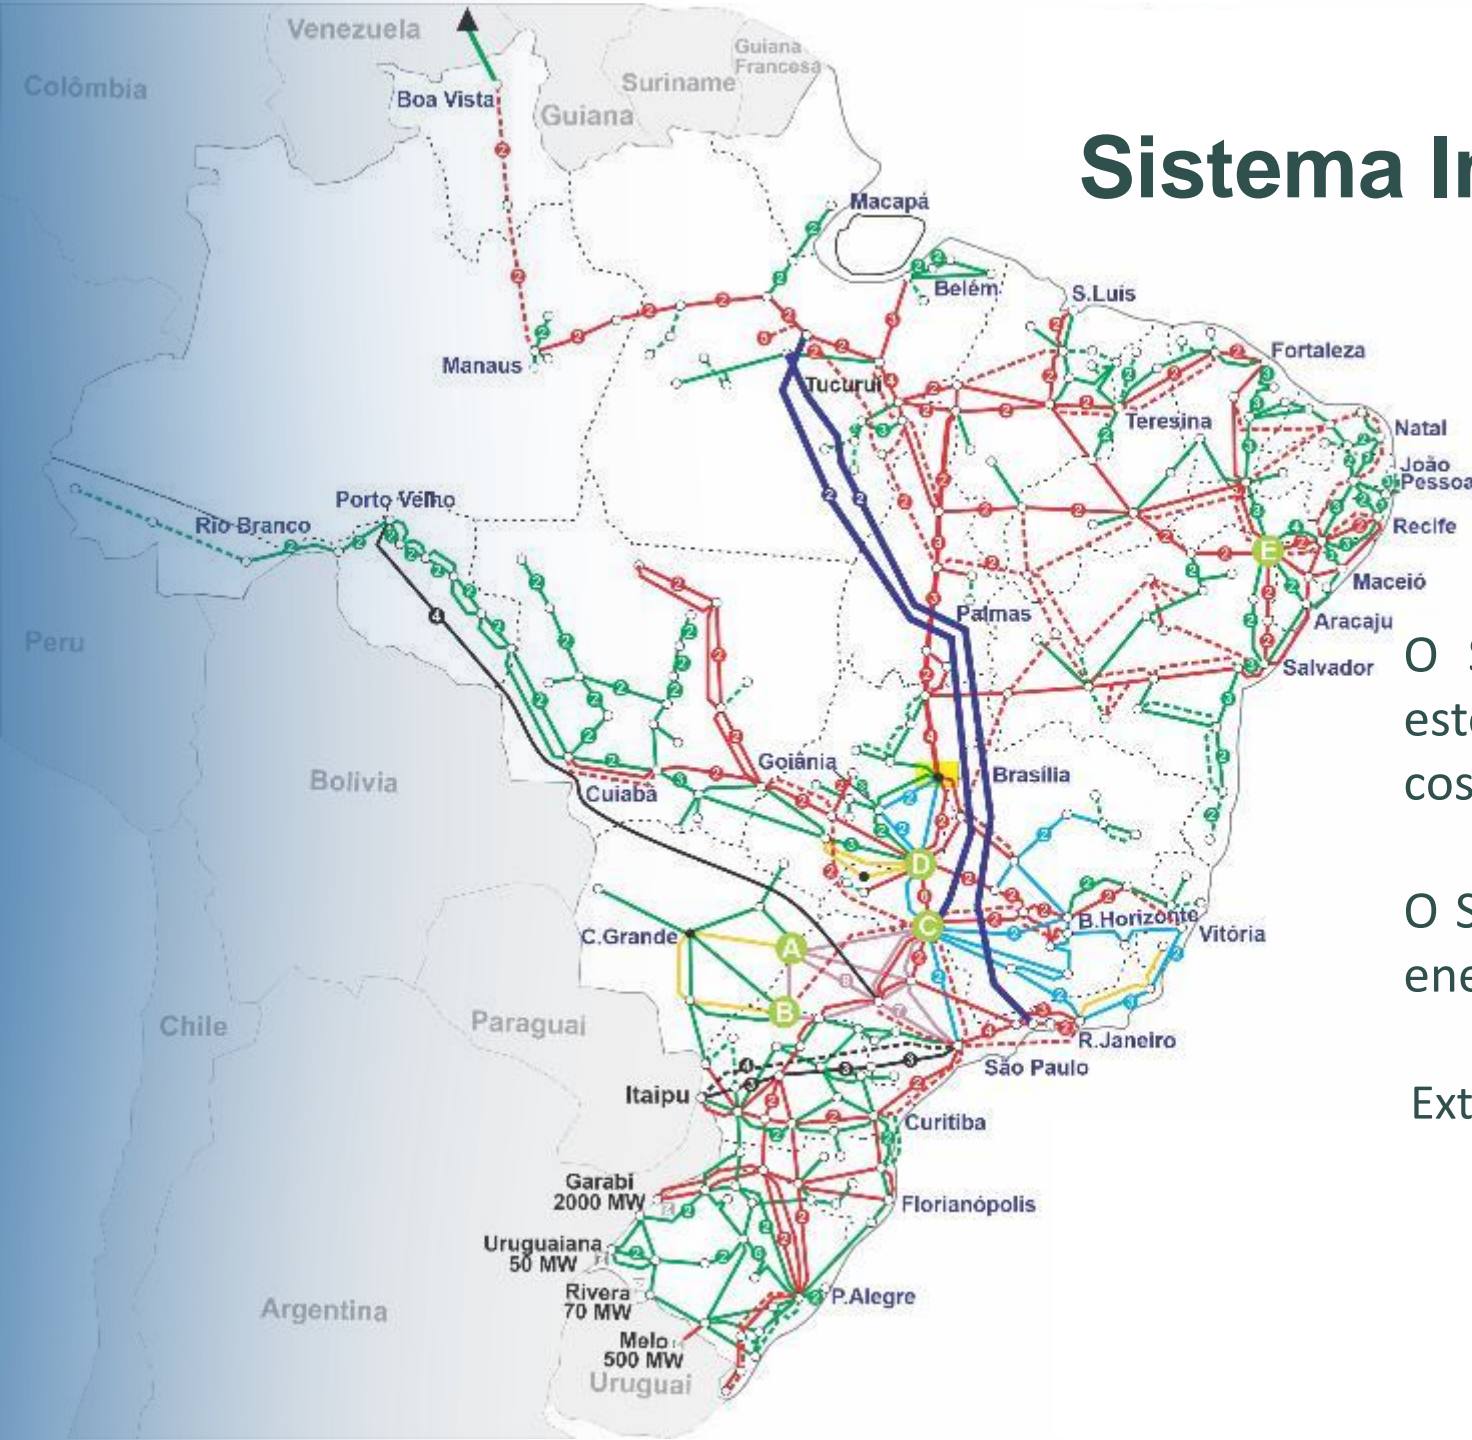 Venezuela
Guiana
Francesa
Colômbia
Suriname
Boa Vista
Guiana
Sistema In
Macapá
Belém
S.Luís
Manaus
Fortaleza
Tucuruí
Teresina
Natal
João
Pessoa
Porto Velho
Rio Branco
Recife
E
Maceió
Palmas
Aracaju
Peru
Salvador
O S
este
cos
Goiânia
Brasília
Bolívia
Cuiabá
D
O S
ene
B.Horizonte
C
Vitória
C.Grande
A
B
Chile
Paraguai
R.Janeiro
São Paulo
Itaipu
Ext
Curitiba
Garabi
2000 MW
Florianópolis
Uruguaiana
50 MW
Rivera
70 MW
P.Alegre
Argentina
Melo
500 MW
Uruguai